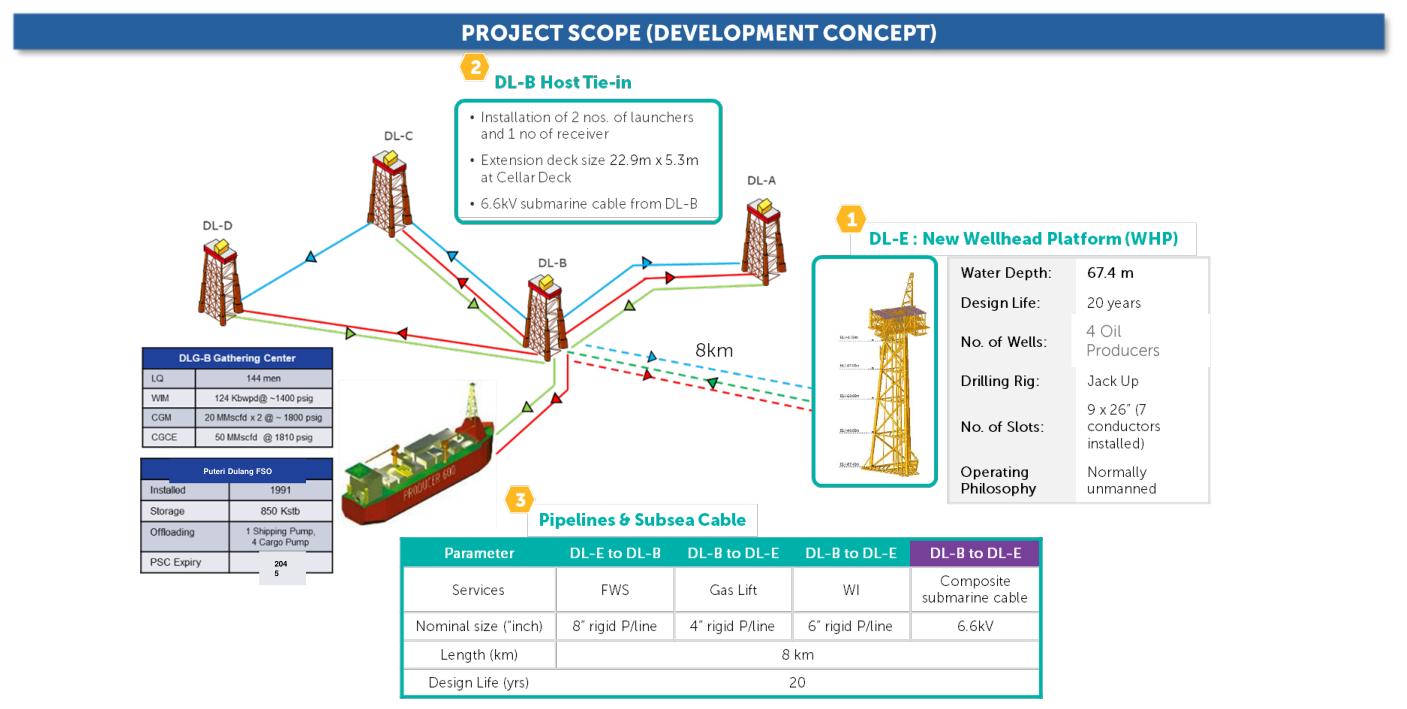 PROJECT SCOPE (DEVELOPMENT CONCEPT)
2
DL-B Host Tie-in
• Installation of 2 nos. of launchers
and 1 no of receiver
• Extension deck size 22.9m x 5.3m
at Cellar Deck
• 6.6kV submarine cable from DL-B
DL-C
DL-A
DL-D
DL-B
8km
1
DL-E : New Wellhead Platform (WHP)
Water Depth: 67.4 m
Design Life: 20 years
No. of Wells: 4 Oil
Producers
Drilling Rig: Jack Up
No. of Slots: 9 x 26” (7
conductors
installed)
Operating
Philosophy
Normally
unmanned
DLG-B Gathering Center
LQ 144 men
WIM 124 Kbwpd@ ~1400 psig
CGM 20 MMscfd x 2 @ ~ 1800 psig
CGCE 50 MMscfd @ 1810 psig
Puteri Dulang FSO
Installed 1991
Storage 850 Kstb
Offloading 1 Shipping Pump,
4 Cargo Pump
PSC Expiry 204
5
PRODUCER 600
3
Pipelines & Subsea Cable
Parameter DL-E to DL-B DL-B to DL-E DL-B to DL-E DL-B to DL-E
Services FWS Gas Lift WI Composite
submarine cable
Nominal size (“inch) 8” rigid P/line 4” rigid P/line 6” rigid P/line 6.6kV
Length (km) 8 km
Design Life (yrs) 20